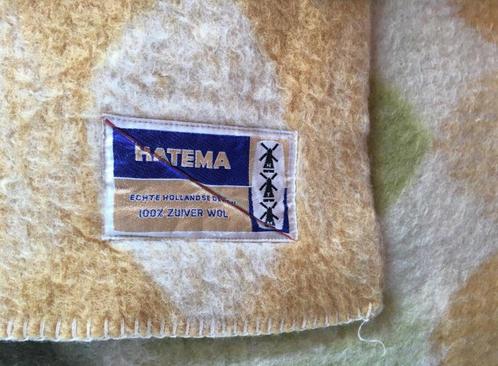 HATEMA
ECHTE HOLLANDSE
100% ZUIVER WOL